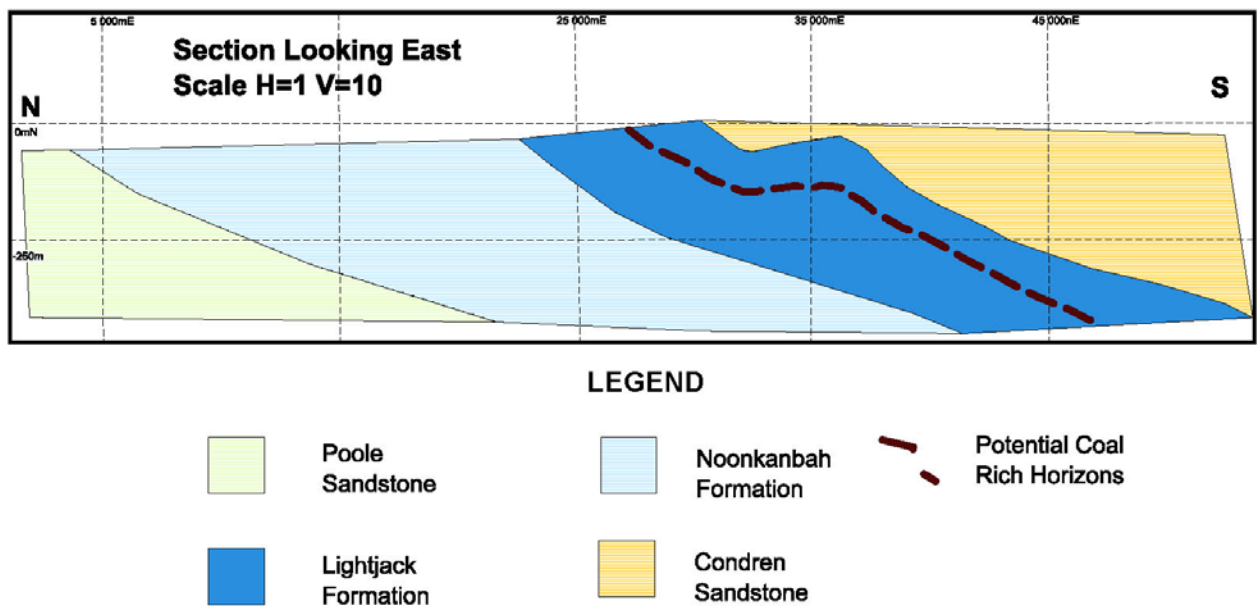 5 000mE
25 000mE
35 000mE
45 000nE
Section Looking East
Scale H=1 V=10
N
S
0mN
-250m
LEGEND
Poole
Sandstone
Noonkanbah
Formation
Potential Coal
Rich Horizons
Lightjack
Formation
Condren
Sandstone